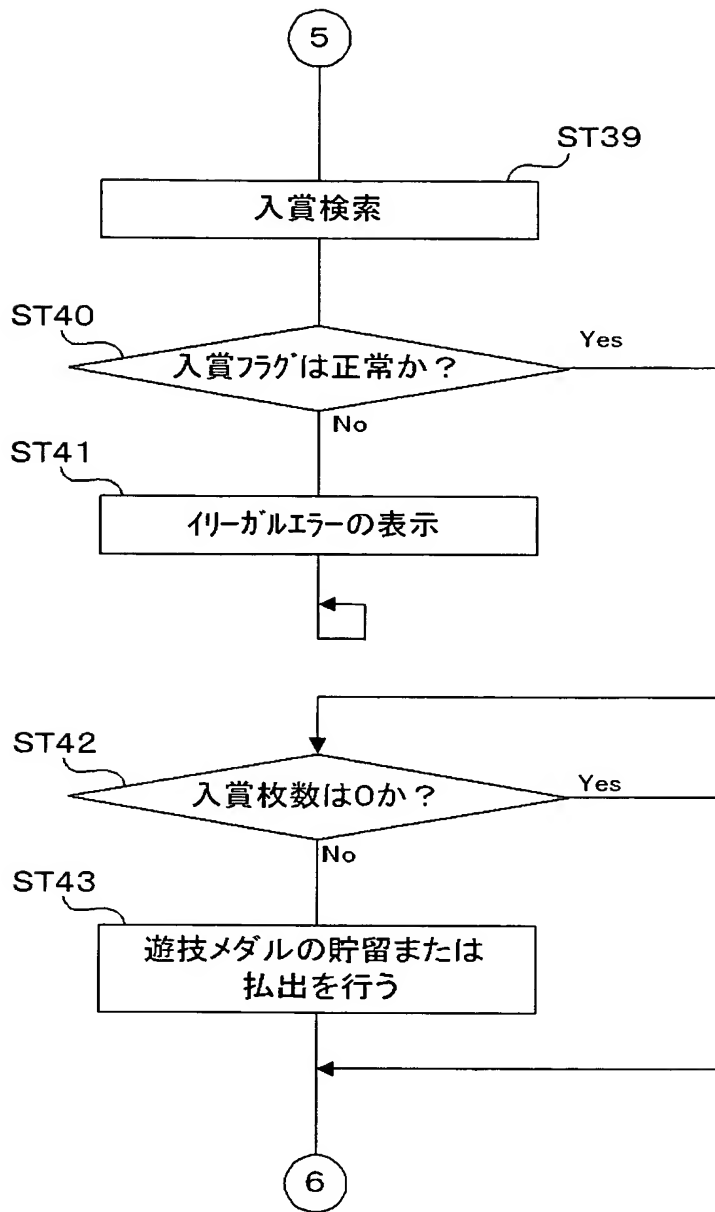 5
ST39
入賞検索
ST40
入賞ﾌﾗｸﾞは正常か？
Yes
No
ST41
ｲﾘｰｶﾞﾙｴﾗｰの表示
ST42
入賞枚数は0か？
Yes
No
ST43
遊技メダルの貯留または
払出を行う
6